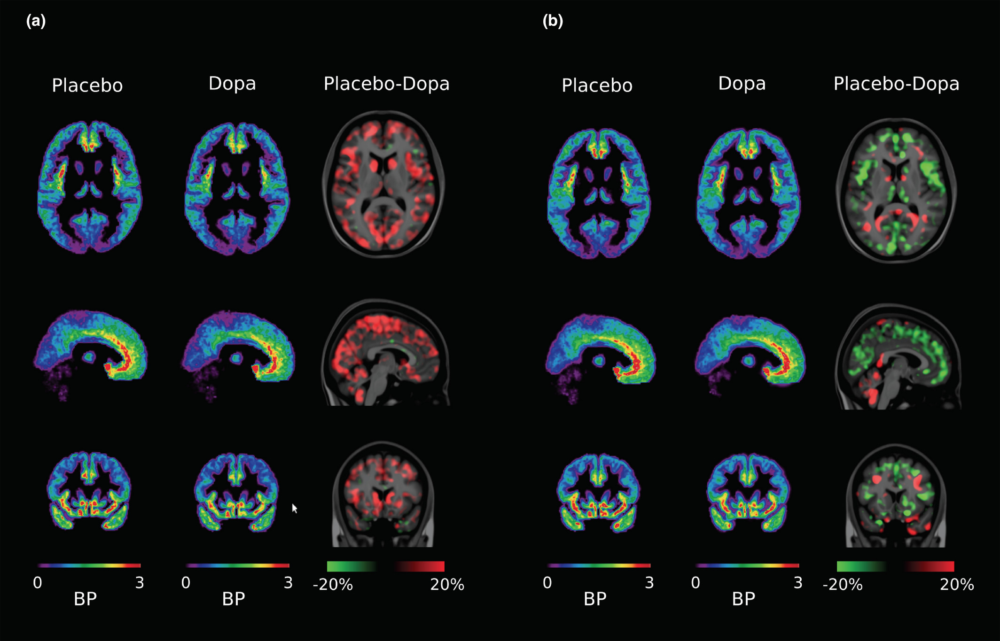 (a)
(b)
Placebo
Dopa
Placebo-Dopa
Placebo
Dopa
Placebo-Dopa
0
3
0
3
-20%
20%
0
3
0
3
-20%
20%
BP
BP
BP
BP